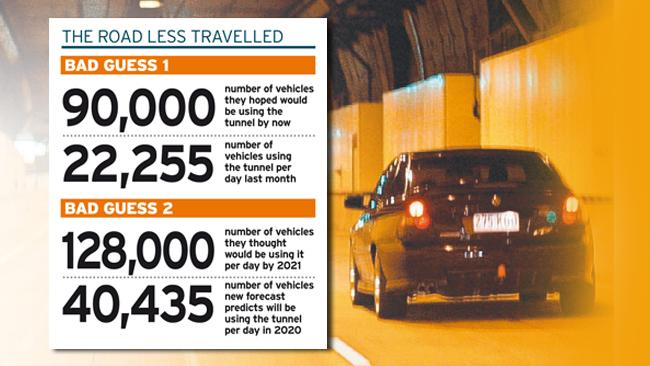 THE ROAD LESS TRAVELLED
BAD GUESS 1
90,000
number of vehicles
they hoped would
be using the
tunnel by now
22,255
number of
vehicles using
the tunnel per
day last month
BAD GUESS 2
128,000
number of vehicles
they thought
would be using it
per day by 2021
40,435
number of vehicles
new forecast
predicts will be
using the tunnel
per day in 2020